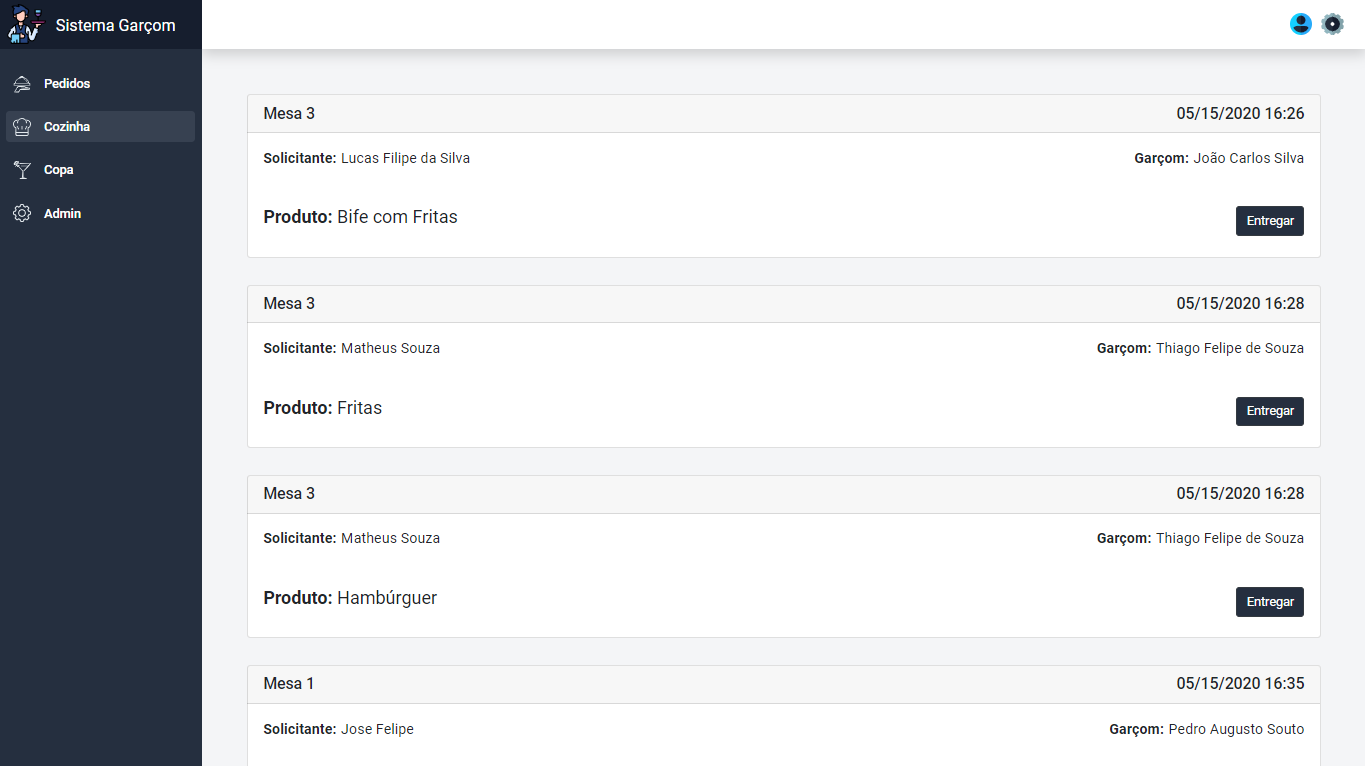 Sistema Garçom
Pedidos
Cozinha
Copa
Admin
Mesa 3 05/15/2020 16:26
Solicitante: Lucas Filipe da Silva Garçom: João Carlos Silva
Produto: Bife com Fritas Entregar
Mesa 3 05/15/2020 16:28
Solicitante: Matheus Souza Garçom: Thiago Felipe de Souza
Produto: Fritas Entregar
Mesa 3 05/15/2020 16:28
Solicitante: Matheus Souza Garçom: Thiago Felipe de Souza
Produto: Hambúrguer Entregar
Mesa 1 05/15/2020 16:35
Solicitante: Jose Felipe Garçom: Pedro Augusto Souto